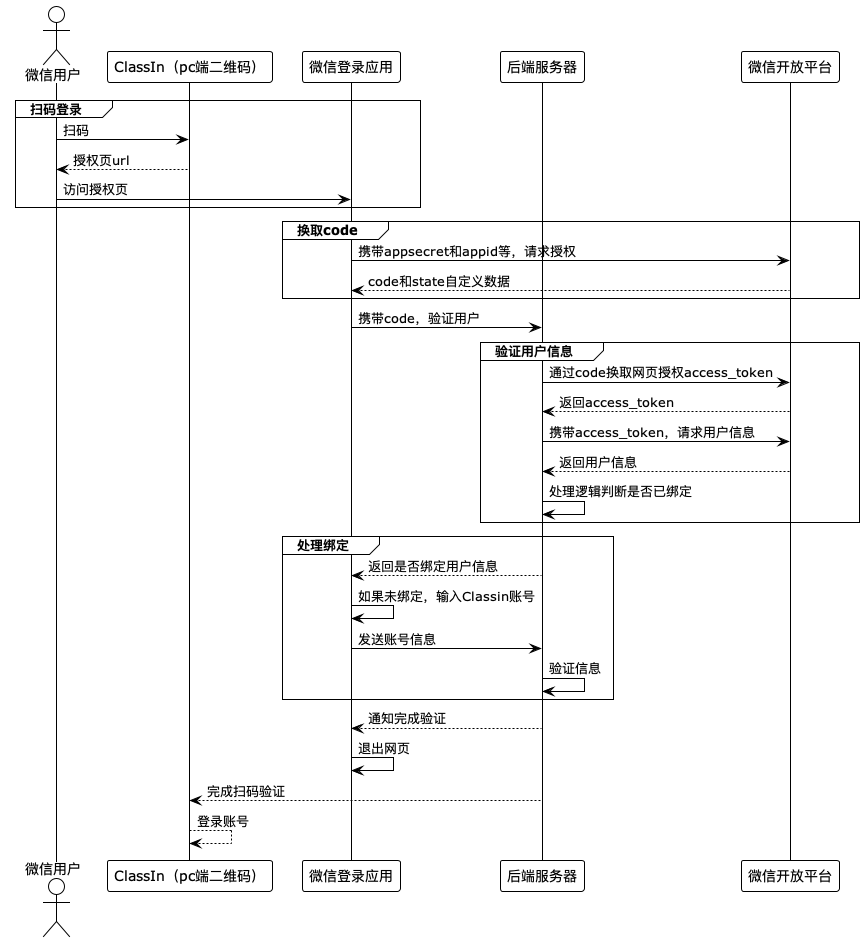 微信用户
ClassIn（pc端二维码）
微信登录应用
后端服务器
微信开放平台
扫码登录
扫码
授权页url
访问授权页
换取code
携带appsecret和appid等，请求授权
code和state自定义数据
携带code，验证用户
验证用户信息
通过code换取网页授权access_token
返回access_token
携带access_token，请求用户信息
返回用户信息
处理逻辑判断是否已绑定
处理绑定
返回是否绑定用户信息
如果未绑定，输入Classin账号
发送账号信息
验证信息
通知完成验证
退出网页
完成扫码验证
登录账号
微信用户
ClassIn（pc端二维码）
微信登录应用
后端服务器
微信开放平台